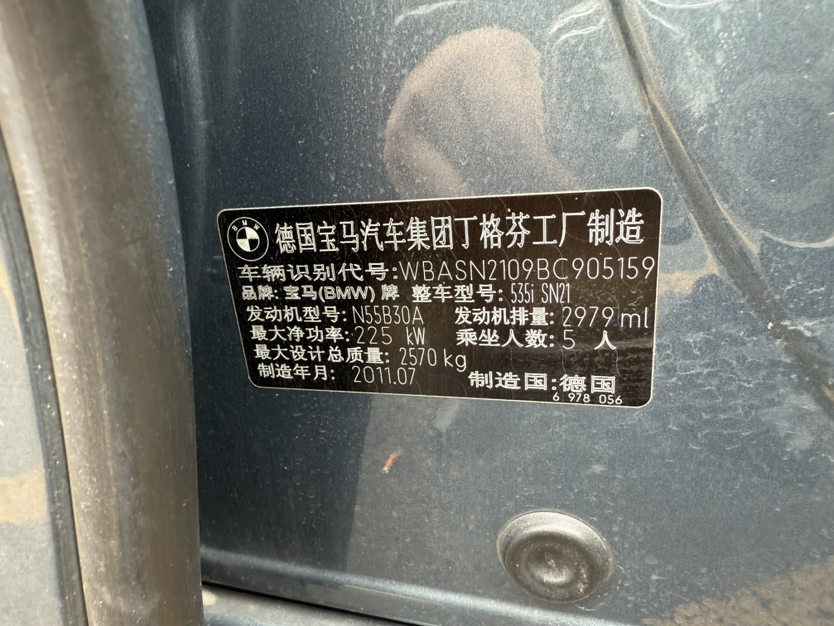 BMW
德国宝马汽车集团丁格芬工厂制造
车辆识别代号:WBASN2109BC905159
品牌: 宝马(BMW) 牌 整车型号: 535i SN21
发动机型号: N55B30A 发动机排量: 2979 ml
最大净功率: 225 kW 乘坐人数: 5 人
最大设计总质量: 2570 kg
制造年月: 2011.07 制造国:德国
6 978 056